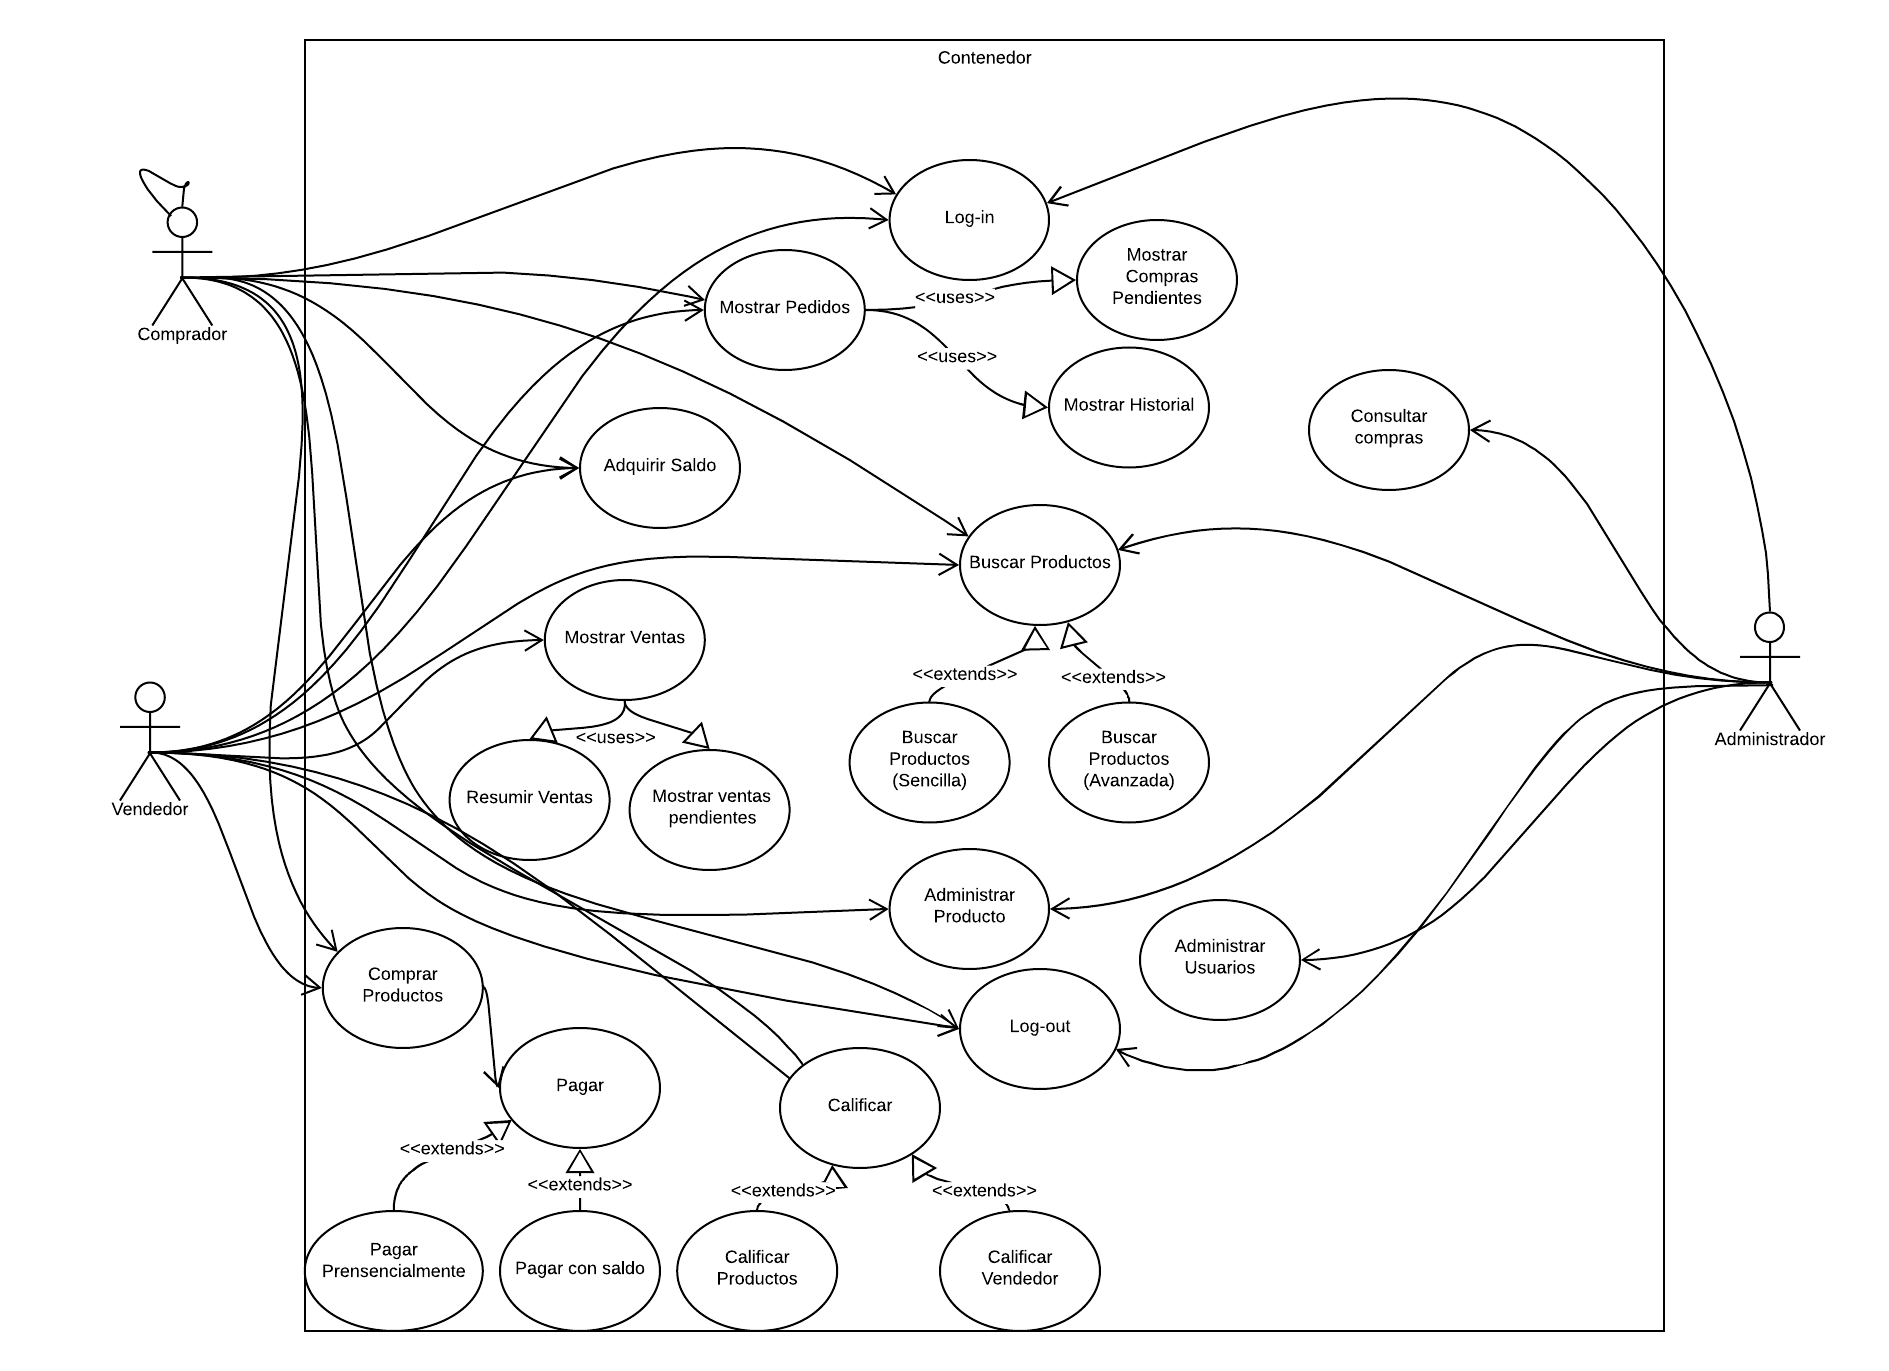 Contenedor
Log-in
Mostrar
Compras
Pendientes
<<uses>>
Mostrar Pedidos
Comprador
<<uses>>
Mostrar Historial
Consultar
compras
Adquirir Saldo
Buscar Productos
Mostrar Ventas
<<extends>>
<<extends>>
<<uses>>
Buscar
Productos
(Sencilla)
Buscar
Productos
(Avanzada)
Administrador
Resumir Ventas
Mostrar ventas
pendientes
Vendedor
Administrar
Producto
Administrar
Usuarios
Comprar
Productos
Log-out
Pagar
Calificar
<<extends>>
<<extends>>
<<extends>>
<<extends>>
Pagar
Prensencialmente
Pagar con saldo
Calificar
Productos
Calificar
Vendedor